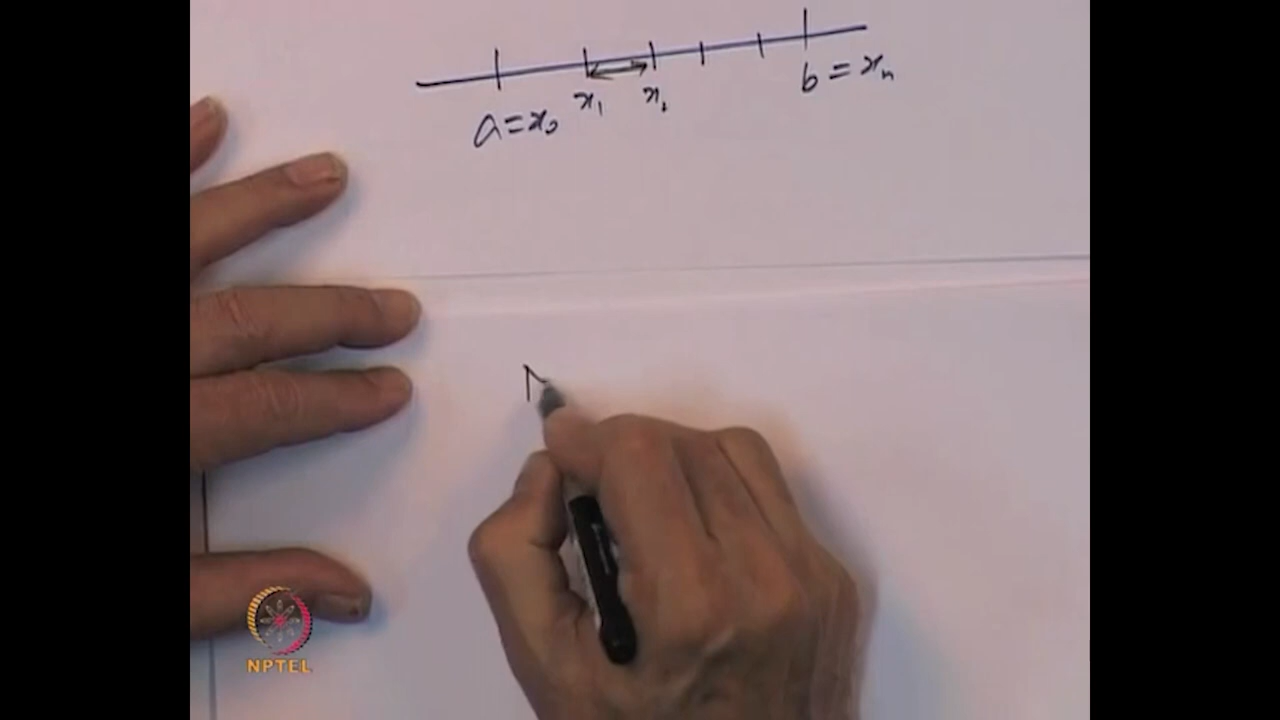 a = x₀ x₁ x₂ b = xₙ
N
NPTEL